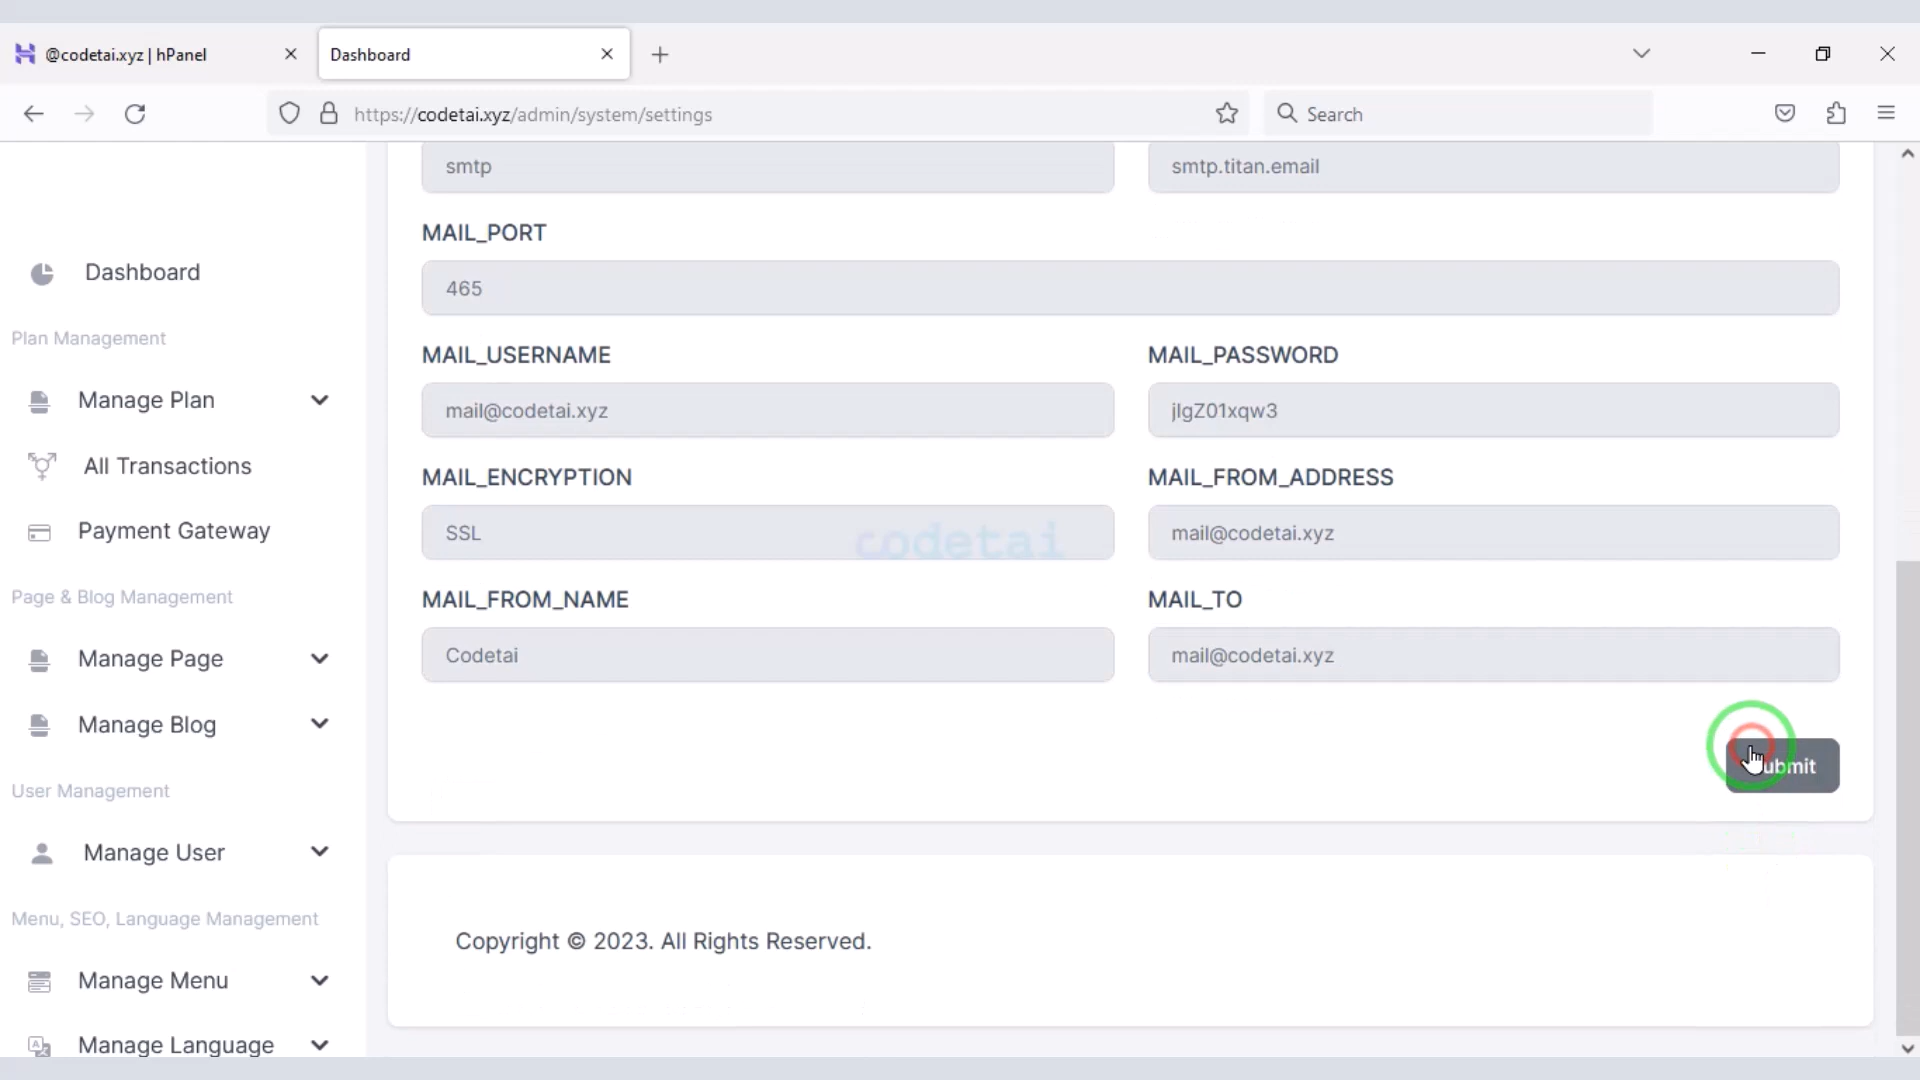 @codetai.xyz | hPanel
Dashboard
https://codetai.xyz/admin/system/settings
Search
smtp
smtp.titan.email
MAIL_PORT
465
Dashboard
Plan Management
MAIL_USERNAME
MAIL_PASSWORD
Manage Plan
mail@codetai.xyz
jIgZ01xqw3
All Transactions
MAIL_ENCRYPTION
MAIL_FROM_ADDRESS
Payment Gateway
SSL
codetai
mail@codetai.xyz
Page & Blog Management
MAIL_FROM_NAME
MAIL_TO
Manage Page
Codetai
mail@codetai.xyz
Manage Blog
Submit
User Management
Manage User
Menu, SEO, Language Management
Copyright © 2023. All Rights Reserved.
Manage Menu
Manage Language